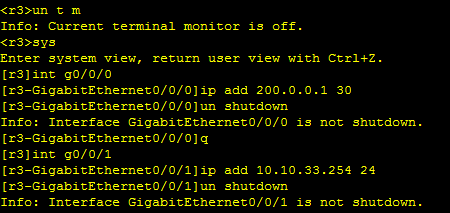 <r3>un t m
Info: Current terminal monitor is off.
<r3>sys
Enter system view, return user view with Ctrl+Z.
[r3]int g0/0/0
[r3-GigabitEthernet0/0/0]ip add 200.0.0.1 30
[r3-GigabitEthernet0/0/0]un shutdown
Info: Interface GigabitEthernet0/0/0 is not shutdown.
[r3-GigabitEthernet0/0/0]q
[r3]int g0/0/1
[r3-GigabitEthernet0/0/1]ip add 10.10.33.254 24
[r3-GigabitEthernet0/0/1]un shutdown
Info: Interface GigabitEthernet0/0/1 is not shutdown.